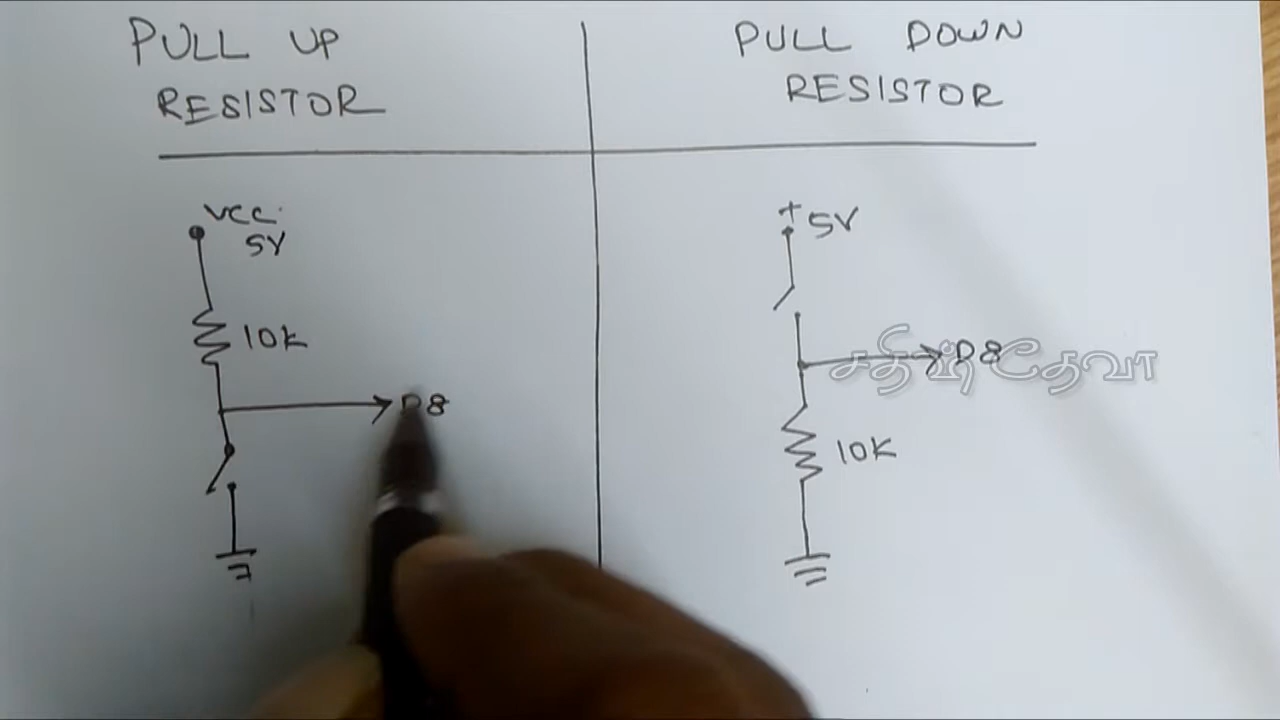 PULL UP
RESISTOR
PULL DOWN
RESISTOR
VCC.
5V
10K
D8
+5V
D8
10K
சதிஷ் தேவா